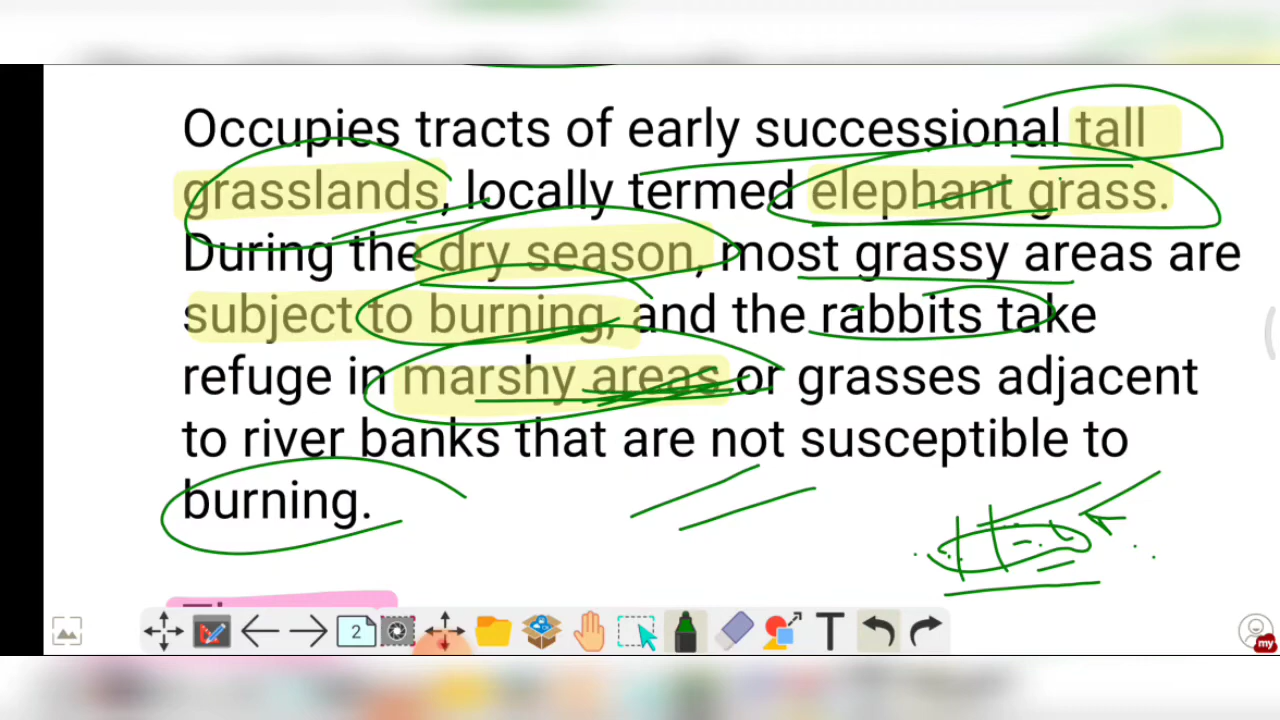 Occupies tracts of early successional tall
grasslands, locally termed elephant grass.
During the dry season, most grassy areas are
subject to burning, and the rabbits take
refuge in marshy areas or grasses adjacent
to river banks that are not susceptible to
burning.
2
T
my